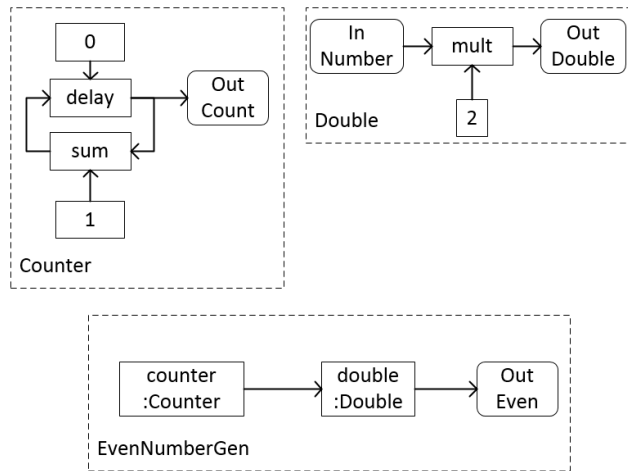 0
delay
Out
Count
sum
1
Counter
In
Number
mult
Out
Double
2
Double
counter
:Counter
double
:Double
Out
Even
EvenNumberGen